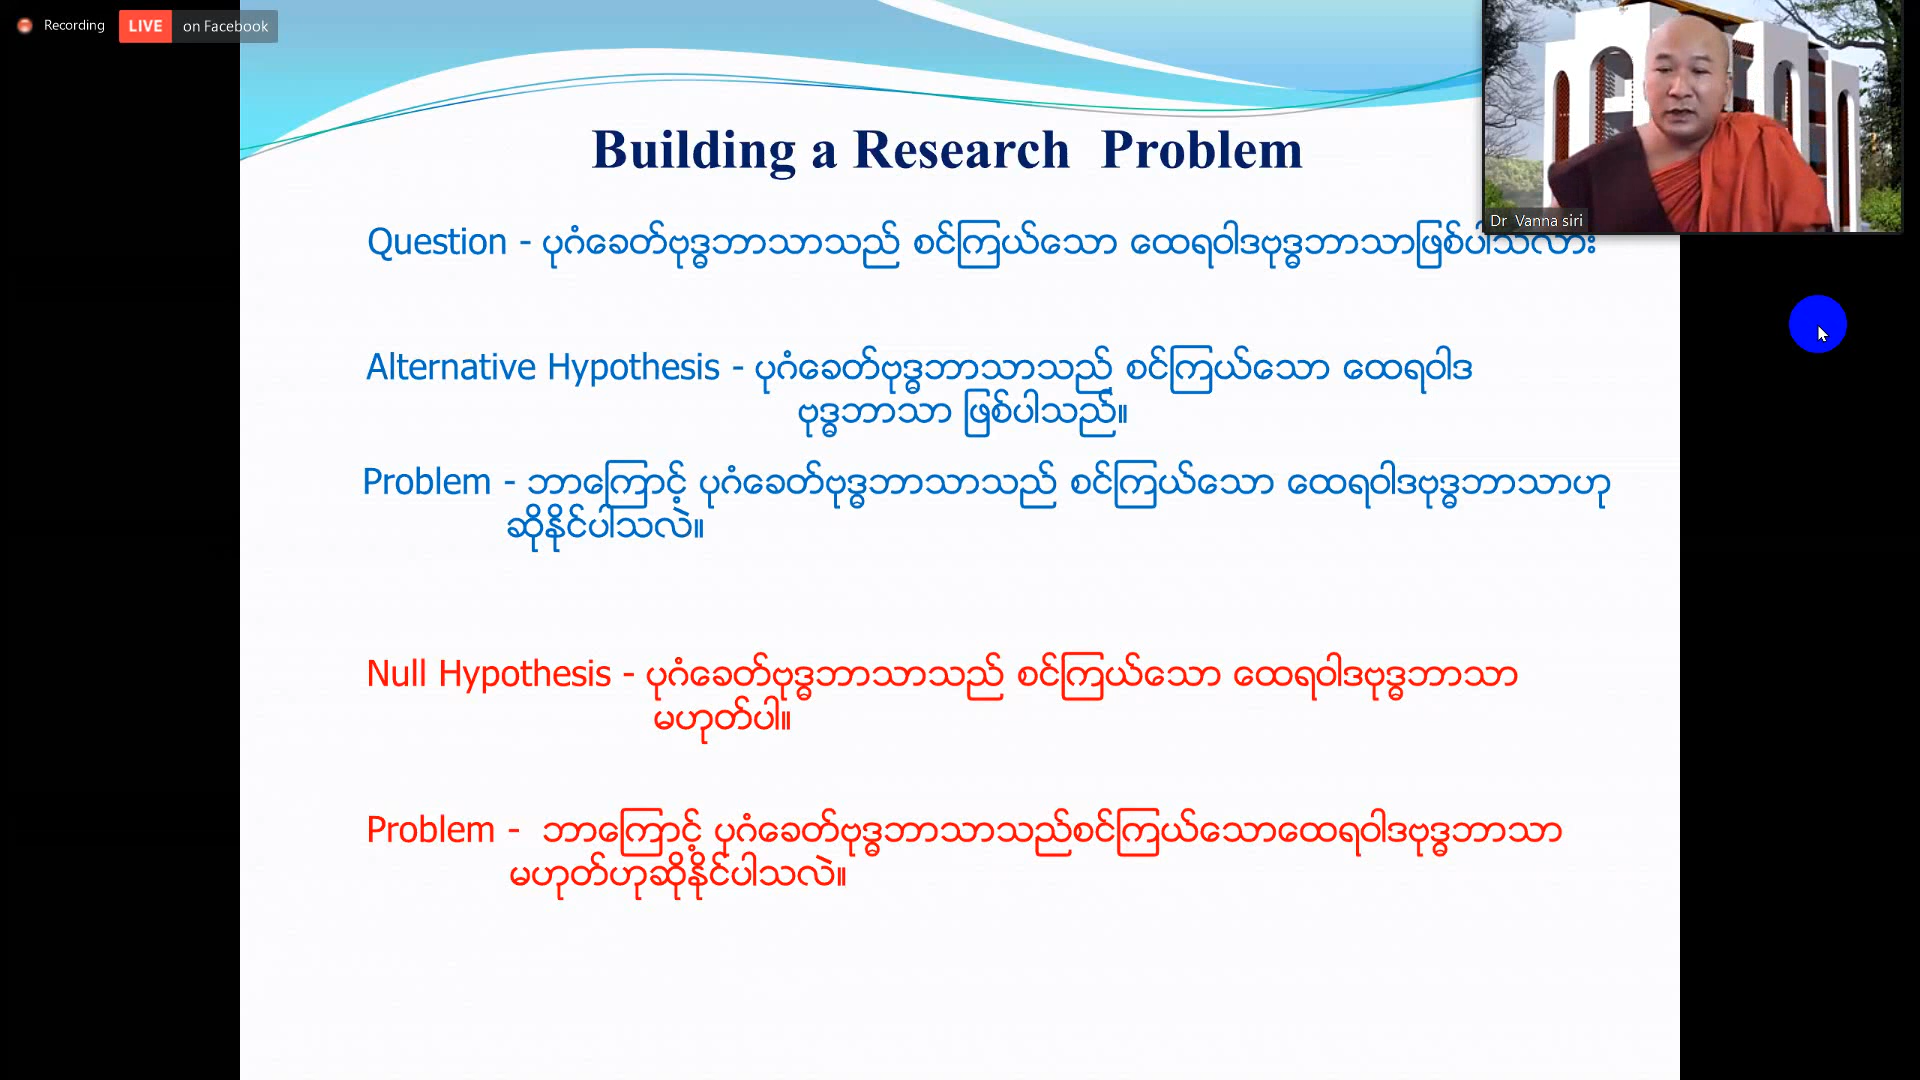 Recording
LIVE on Facebook
Building a Research Problem
Dr Vanna siri
Question - ပုဂံခေတ်ဗုဒ္ဓဘာသာသည် စင်ကြယ်သော ထေရဝါဒဗုဒ္ဓဘာသာဖြစ်ပါသလား
Alternative Hypothesis - ပုဂံခေတ်ဗုဒ္ဓဘာသာသည် စင်ကြယ်သော ထေရဝါဒ
ဗုဒ္ဓဘာသာ ဖြစ်ပါသည်။
Problem - ဘာကြောင့် ပုဂံခေတ်ဗုဒ္ဓဘာသာသည် စင်ကြယ်သော ထေရဝါဒဗုဒ္ဓဘာသာဟု
ဆိုနိုင်ပါသလဲ။
Null Hypothesis - ပုဂံခေတ်ဗုဒ္ဓဘာသာသည် စင်ကြယ်သော ထေရဝါဒဗုဒ္ဓဘာသာ
မဟုတ်ပါ။
Problem - ဘာကြောင့် ပုဂံခေတ်ဗုဒ္ဓဘာသာသည်စင်ကြယ်သောထေရဝါဒဗုဒ္ဓဘာသာ
မဟုတ်ဟုဆိုနိုင်ပါသလဲ။